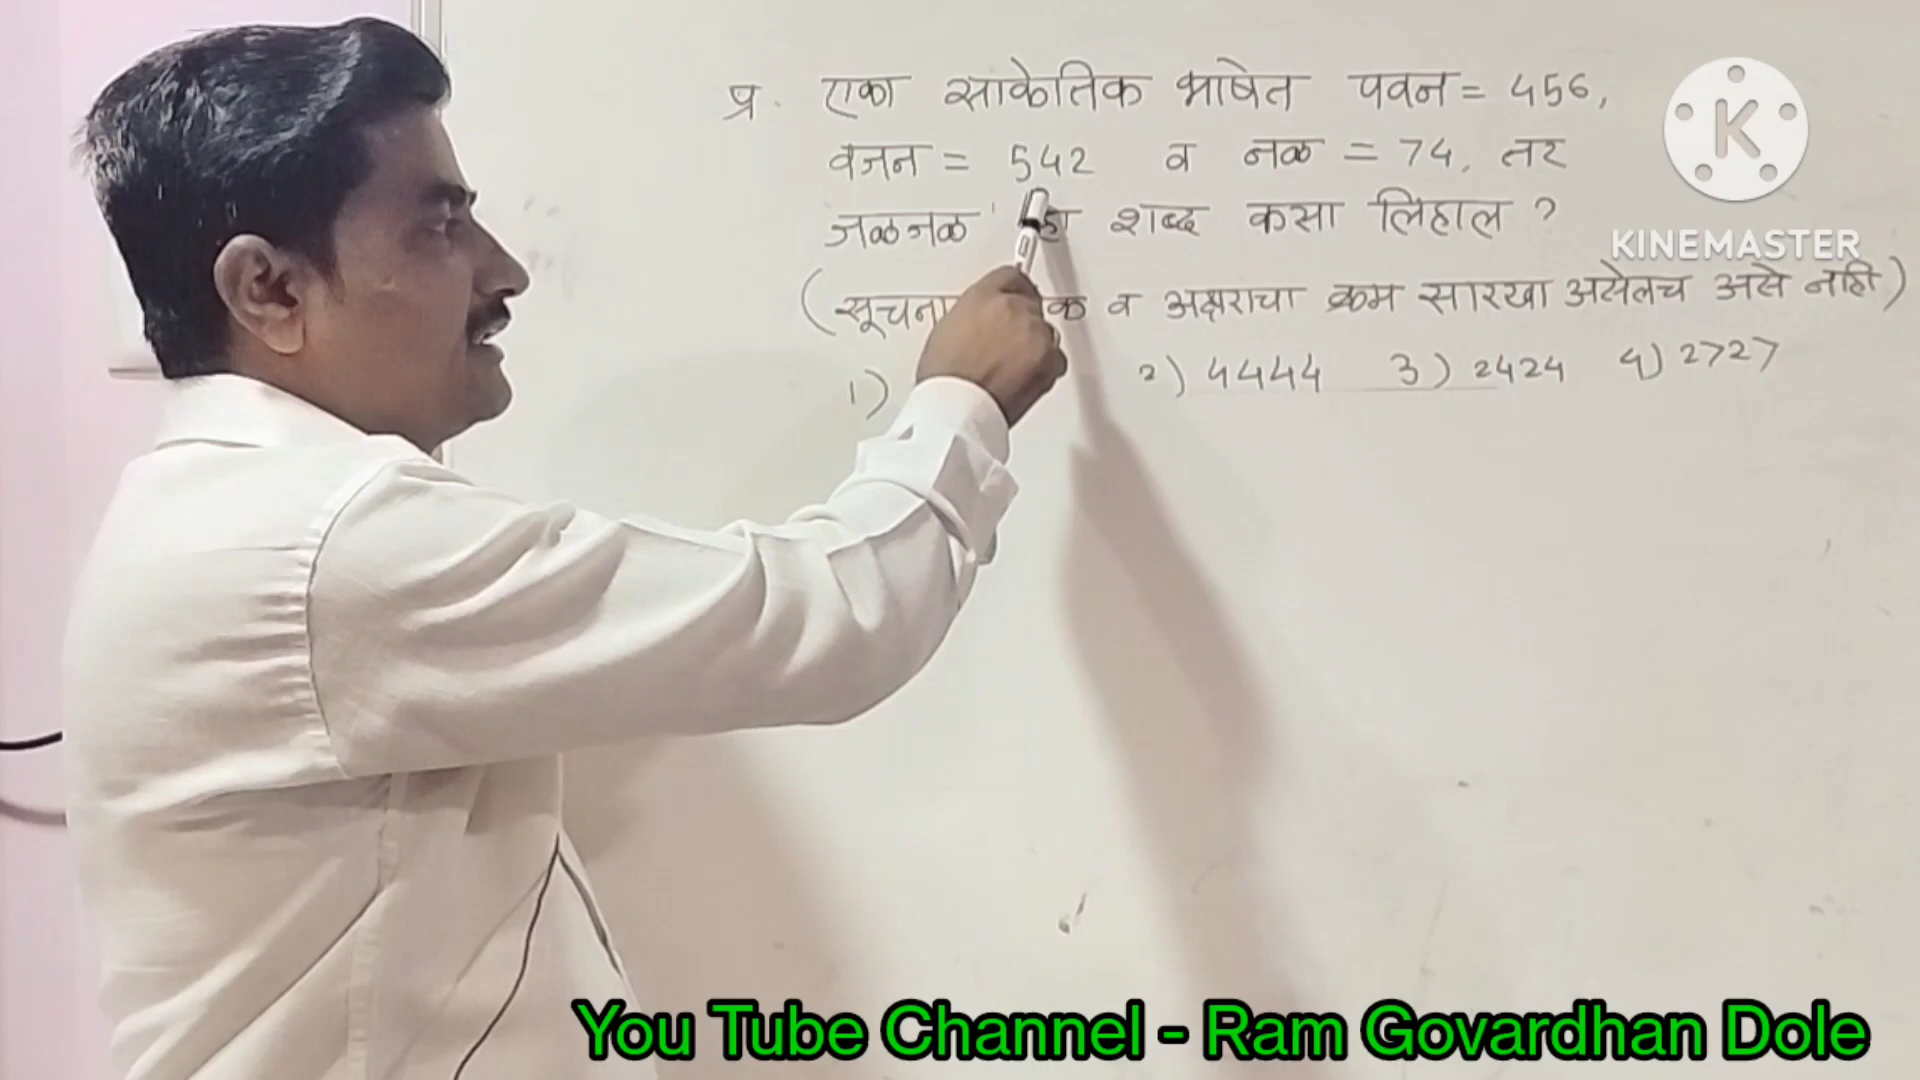 प्र. एका साकेतिक भाषेत पवन = 456,
वजन = 542 व नळ = 74, तर
जळजळ शब्द कसा लिहाल ?
(सूचना व अक्षराचा क्रम सारखा असेलच असे नाही)
1) 2) 4444 3) 2424 4) 2727
K
KINEMASTER
You Tube Channel - Ram Govardhan Dole